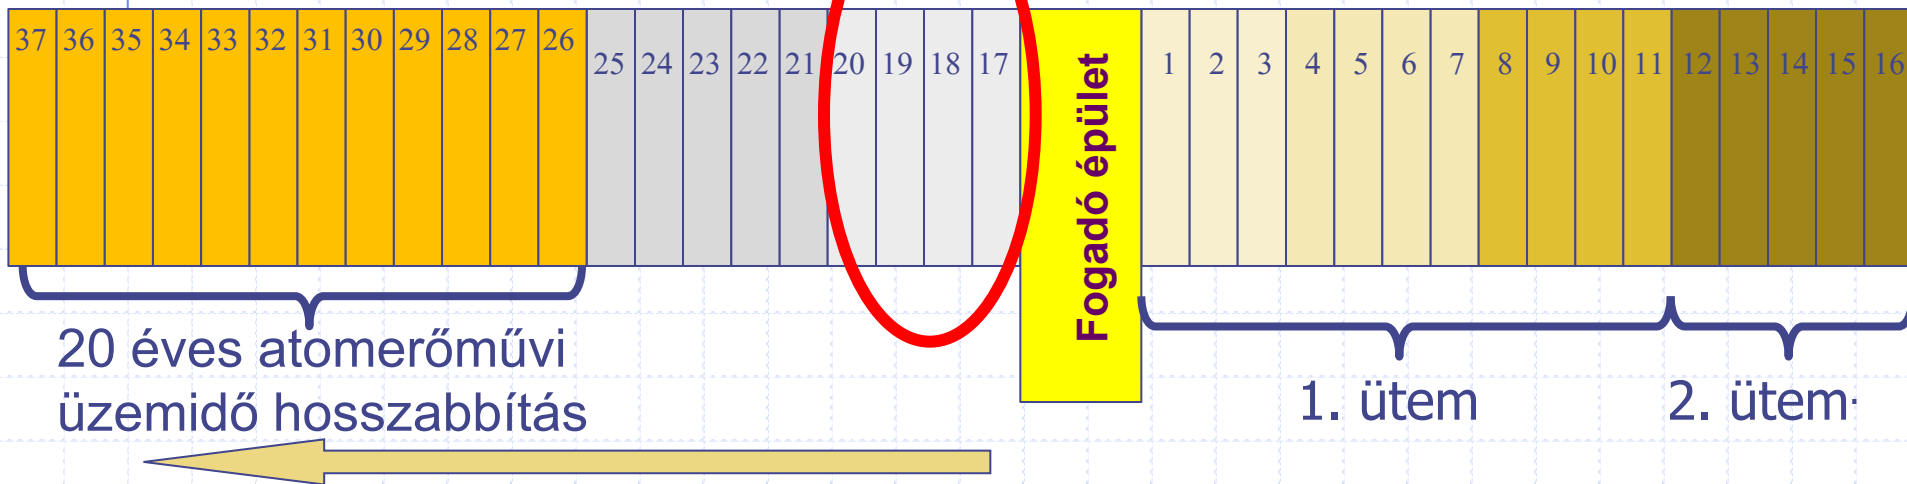 37 36 35 34 33 32 31 30 29 28 27 26 25 24 23 22 21 20 19 18 17
Fogadó épület
1 2 3 4 5 6 7 8 9 10 11 12 13 14 15 16
20 éves atomerőművi
üzemidő hosszabbítás
1. ütem
2. ütem